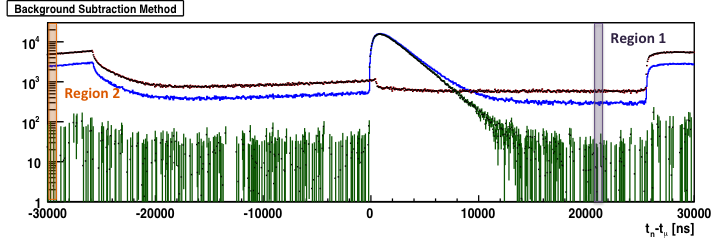 Background Subtraction Method
10⁴
Region 1
10³
Region 2
10²
10
1
-30000 -20000 -10000 0 10000 20000 30000
tₙ-t_μ [ns]